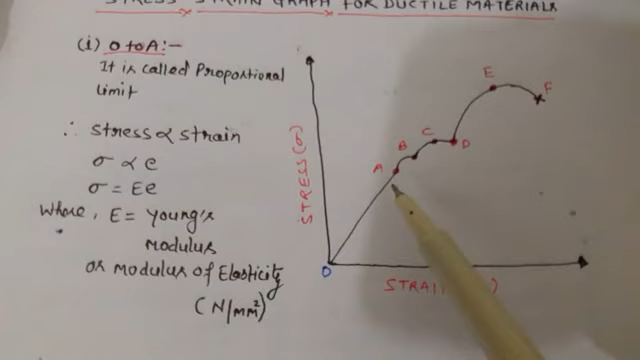 STRESS - STRAIN GRAPH FOR DUCTILE MATERIALS
(i) O to A :-
It is called Proportional
limit
∴ stress ∝ strain
σ ∝ e
σ = Ee
where, E = Young's
modulus
or modulus of Elasticity
(N/mm²)
STRESS (σ)
A
B
C
D
E
F
O